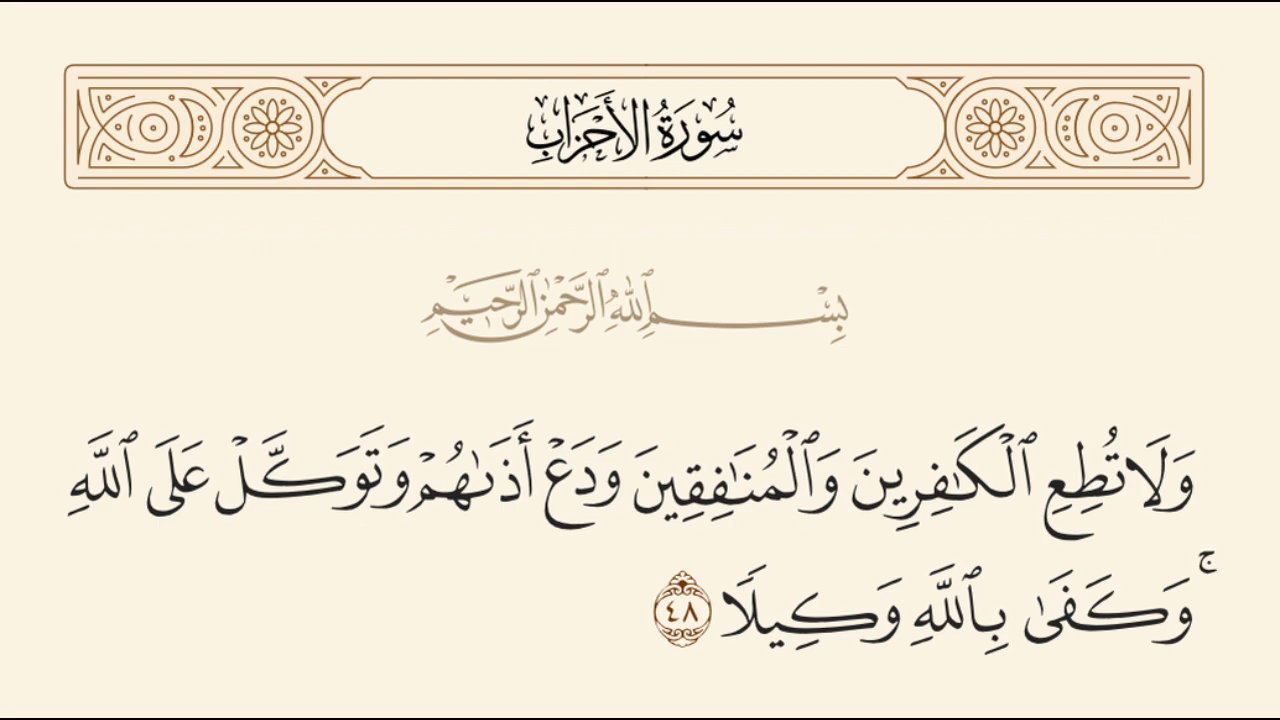 سُورَةُ الأَحْزَابِ
بِسْمِ ٱللَّهِ ٱلرَّحْمَٰنِ ٱلرَّحِيمِ
وَلَا تُطِعِ ٱلْكَٰفِرِينَ وَٱلْمُنَٰفِقِينَ وَدَعْ أَذَىٰهُمْ وَتَوَكَّلْ عَلَى ٱللَّهِ
ۚ وَكَفَىٰ بِٱللَّهِ وَكِيلًا ٤٨